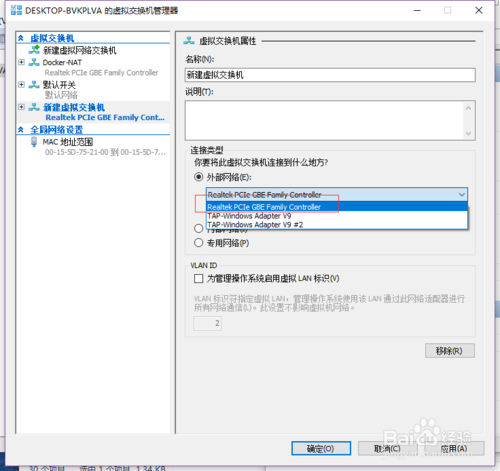 DESKTOP-BVKPLVA 的虚拟交换机管理器
虚拟交换机
新建虚拟网络交换机
Docker-NAT
Realtek PCIe GBE Family Controller
默认开关
默认网络
新建虚拟交换机
Realtek PCIe GBE Family Cont...
全局网络设置
MAC 地址范围
00-15-5D-75-21-00 到 00-15-5D-7...
虚拟交换机属性
名称(N):
新建虚拟交换机
说明(T):
连接类型
你要将此虚拟交换机连接到什么地方?
外部网络(E):
Realtek PCIe GBE Family Controller
Realtek PCIe GBE Family Controller
TAP-Windows Adapter V9
TAP-Windows Adapter V9 #2
专用网络(P)
VLAN ID
为管理操作系统启用虚拟 LAN 标识(V)
VLAN 标识符指定虚拟 LAN，管理操作系统使用该 LAN 通过此网络适配器进行
所有网络通信(L)。此设置不影响虚拟机网络。
2
移除(R)
确定(O)
取消(C)
应用(A)
Baidu 经验
30 个项目 选中 1 个项目 1.34 KB